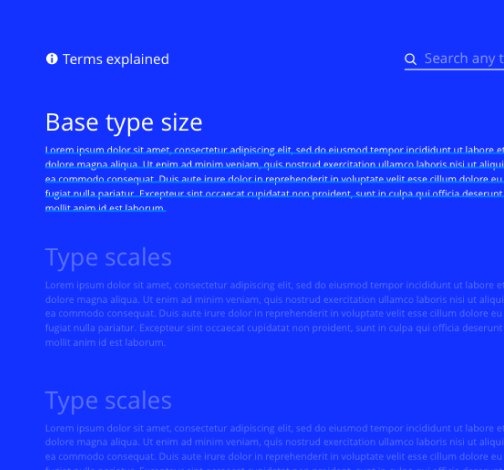 Terms explained
Search any t
Base type size
Lorem ipsum dolor sit amet, consectetur adipiscing elit, sed do eiusmod tempor incididunt ut labore et
dolore magna aliqua. Ut enim ad minim veniam, quis nostrud exercitation ullamco laboris nisi ut aliqui
ea commodo consequat. Duis aute irure dolor in reprehenderit in voluptate velit esse cillum dolore eu
fugiat nulla pariatur. Excepteur sint occaecat cupidatat non proident, sunt in culpa qui officia deserunt
mollit anim id est laborum.
Type scales
Lorem ipsum dolor sit amet, consectetur adipiscing elit, sed do eiusmod tempor incididunt ut labore et
dolore magna aliqua. Ut enim ad minim veniam, quis nostrud exercitation ullamco laboris nisi ut aliqui
ea commodo consequat. Duis aute irure dolor in reprehenderit in voluptate velit esse cillum dolore eu
fugiat nulla pariatur. Excepteur sint occaecat cupidatat non proident, sunt in culpa qui officia deserunt
mollit anim id est laborum.
Type scales
Lorem ipsum dolor sit amet, consectetur adipiscing elit, sed do eiusmod tempor incididunt ut labore et
dolore magna aliqua. Ut enim ad minim veniam, quis nostrud exercitation ullamco laboris nisi ut aliqui
ea commodo consequat. Duis aute irure dolor in reprehenderit in voluptate velit esse cillum dolore eu